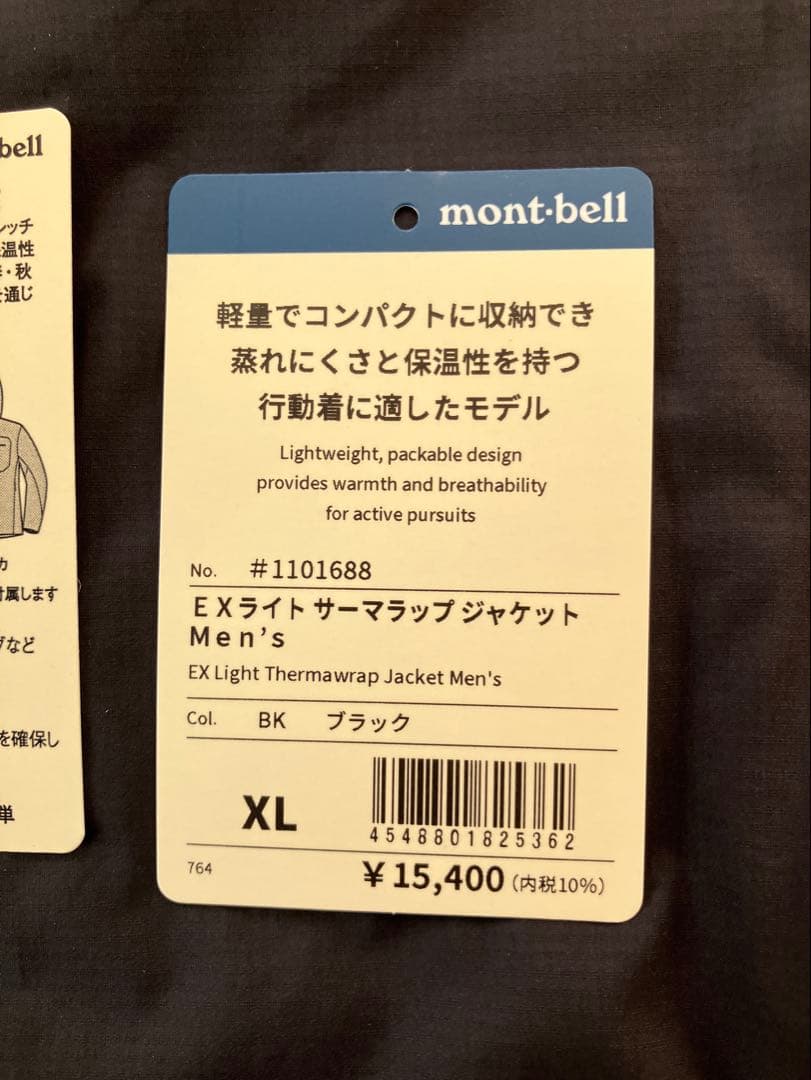 bell
レッチ
温性
・秋
を通じ
カ
付属します
など
を確保し
単
mont·bell
軽量でコンパクトに収納でき
蒸れにくさと保温性を持つ
行動着に適したモデル
Lightweight, packable design
provides warmth and breathability
for active pursuits
No. #1101688
EXライト サーマラップ ジャケット
Men's
EX Light Thermawrap Jacket Men's
Col. BK ブラック
XL
4548801825362
764
¥15,400 (内税10%)